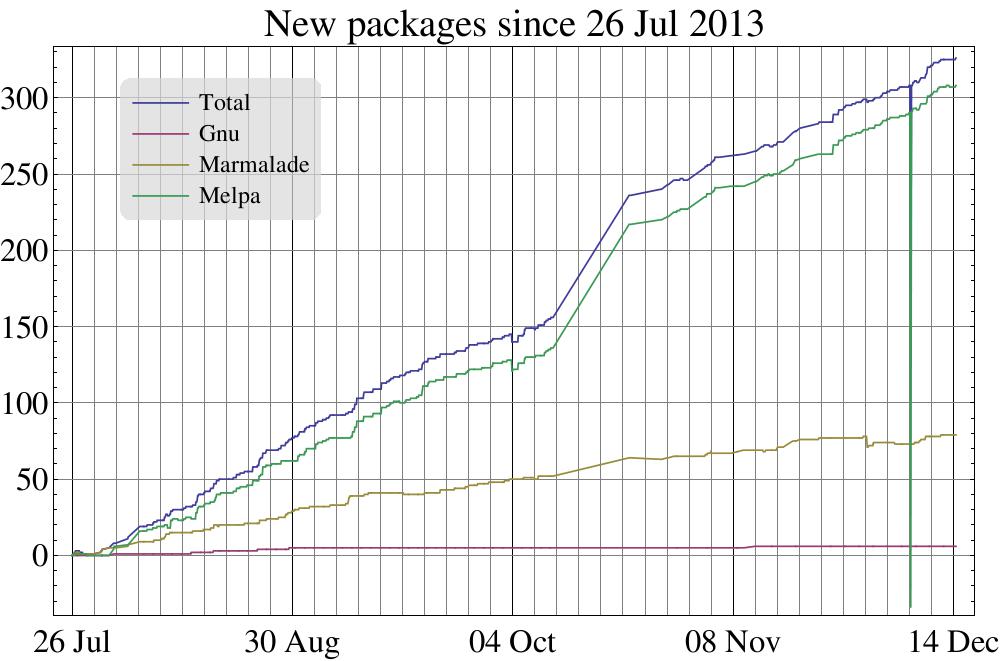 New packages since 26 Jul 2013
Total
Gnu
Marmalade
Melpa
300
250
200
150
100
50
0
26 Jul 30 Aug 04 Oct 08 Nov 14 Dec